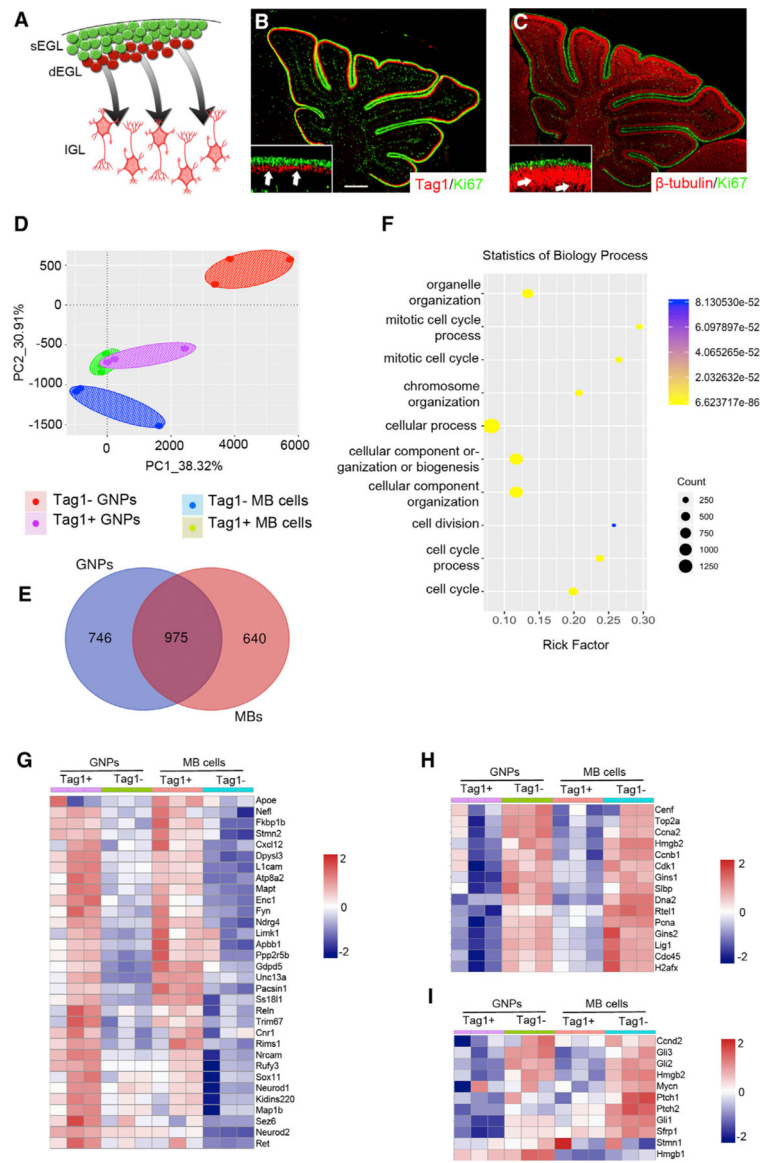 A
sEGL
dEGL
IGL
B
Tag1/Ki67
C
β-tubulin/Ki67
D
500
0
-500
-1000
-1500
PC2_30.91%
0
2000
4000
6000
PC1_38.32%
Tag1- GNPs
Tag1+ GNPs
Tag1- MB cells
Tag1+ MB cells
E
GNPs
746
975
640
MBs
F
Statistics of Biology Process
organelle
organization
mitotic cell cycle
process
mitotic cell cycle
chromosome
organization
cellular process
cellular component or-
ganization or biogenesis
cellular component
organization
cell division
cell cycle
process
cell cycle
0.10
0.15
0.20
0.25
0.30
Rick Factor
8.130530e-52
6.097897e-52
4.065265e-52
2.032632e-52
6.623717e-86
Count
250
500
750
1000
1250
G
GNPs
MB cells
Tag1+
Tag1-
Tag1+
Tag1-
Apoe
Nefl
Fkbp1b
Stmn2
Cxcl12
Dpysl3
L1cam
Atp8a2
Mapt
Enc1
Fyn
Ndrg4
Limk1
Apbb1
Ppp2r5b
Gdpd5
Unc13a
Pacsin1
Ss18l1
Reln
Trim67
Cnr1
Rims1
Nrcam
Rufy3
Sox11
Neurod1
Kidins220
Map1b
Sez6
Neurod2
Ret
2
1
0
-1
-2
H
GNPs
MB cells
Tag1+
Tag1-
Tag1+
Tag1-
Cenf
Top2a
Ccna2
Hmgb2
Ccnb1
Cdk1
Gins1
Slbp
Dna2
Rtel1
Pcna
Gins2
Lig1
Cdc45
H2afx
2
1
0
-1
-2
I
GNPs
MB cells
Tag1+
Tag1-
Tag1+
Tag1-
Ccnd2
Gli3
Gli2
Hmgb2
Mycn
Ptch1
Ptch2
Gli1
Sfrp1
Stmn1
Hmgb1
2
1
0
-1
-2